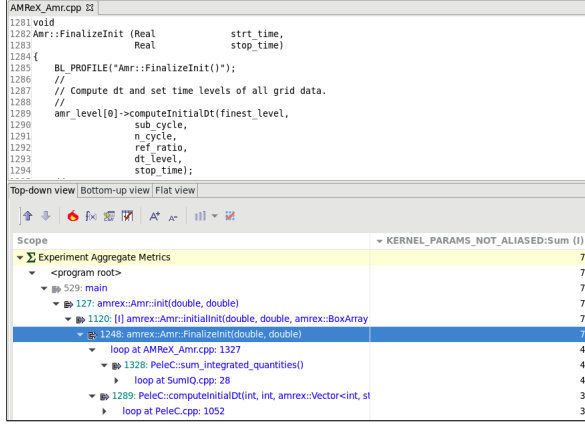 AMReX_Amr.cpp
1281 void
1282 Amr::FinalizeInit (Real strt_time,
1283 Real stop_time)
1284 {
1285 BL_PROFILE("Amr::FinalizeInit()");
1286 //
1287 // Compute dt and set time levels of all grid data.
1288 //
1289 amr_level[0]->computeInitialDt(finest_level,
1290 sub_cycle,
1291 n_cycle,
1292 ref_ratio,
1293 dt_level,
1294 stop_time);
Top-down view Bottom-up view Flat view
f(x) A+ A-
Scope KERNEL_PARAMS_NOT_ALIASED:Sum (I)
Σ Experiment Aggregate Metrics 7
<program root> 7
529: main 7
127: amrex::Amr::init(double, double) 7
1120: [I] amrex::Amr::initialInit(double, double, amrex::BoxArray 7
1248: amrex::Amr::FinalizeInit(double, double) 7
loop at AMReX_Amr.cpp: 1327 4
1328: PeleC::sum_integrated_quantities() 4
loop at SumIQ.cpp: 28 4
1289: PeleC::computeInitialDt(int, int, amrex::Vector<int, st 3
loop at PeleC.cpp: 1052 3